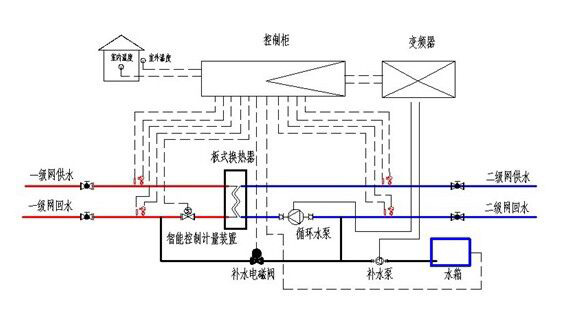 控制柜
变频器
室内温度
室外温度
板式换热器
一级网供水
二级网供水
一级网回水
二级网回水
智能控制计量装置
循环水泵
补水电磁阀
补水泵
水箱